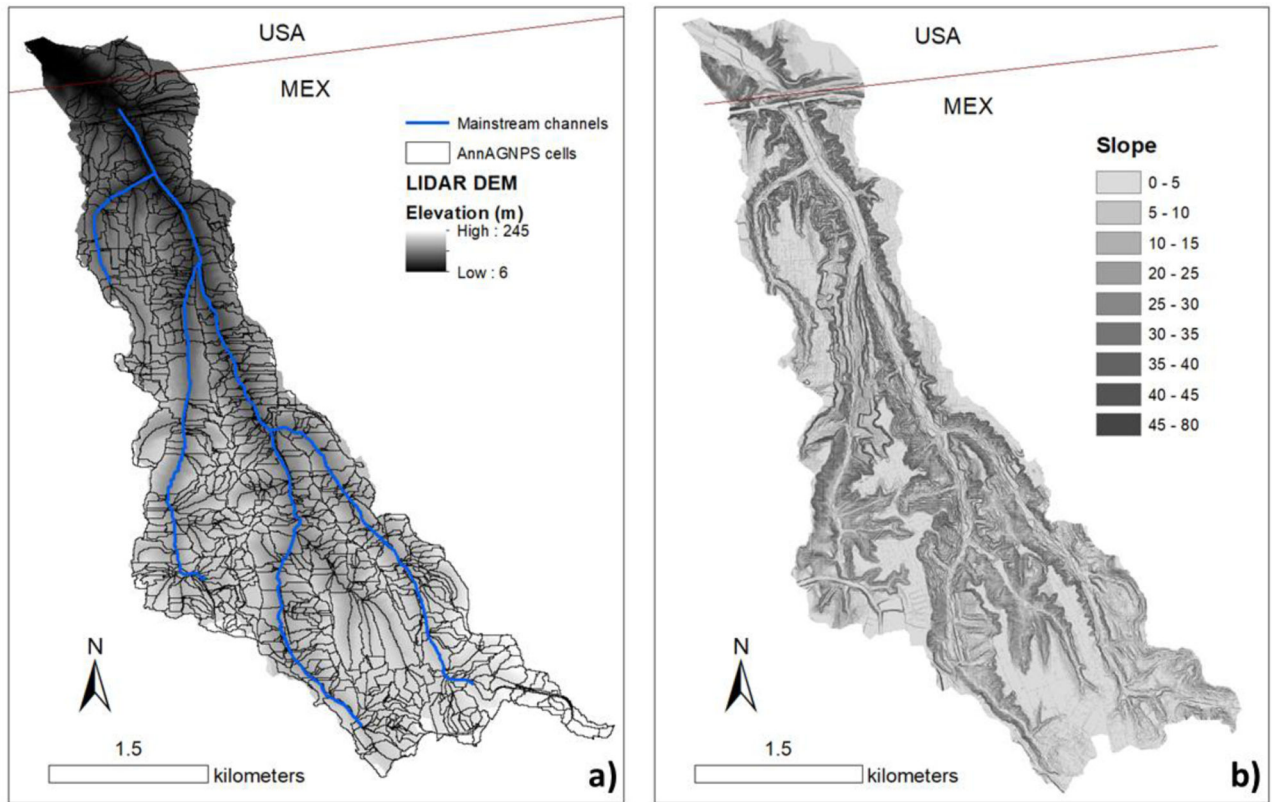 USA
MEX
Mainstream channels
AnnAGNPS cells
LIDAR DEM
Elevation (m)
High : 245
Low : 6
N
1.5
kilometers
a)
USA
MEX
Slope
0 - 5
5 - 10
10 - 15
20 - 25
25 - 30
30 - 35
35 - 40
40 - 45
45 - 80
N
1.5
kilometers
b)